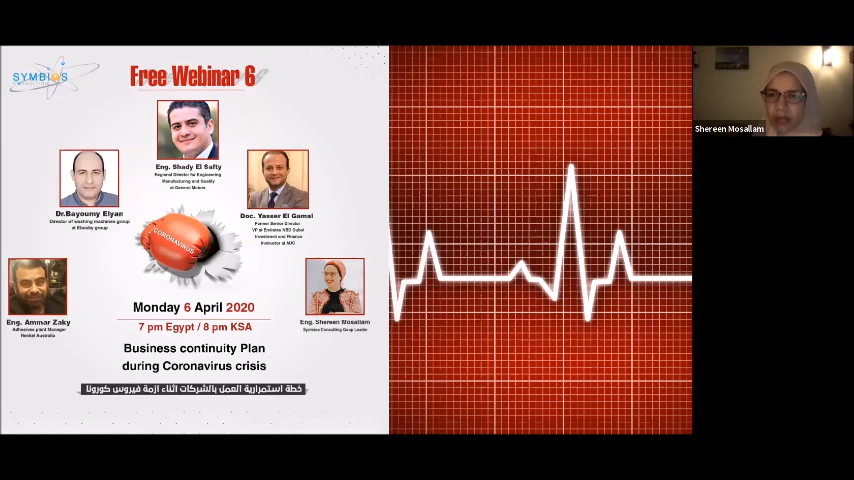 SYMBIOS
Free Webinar 6
Eng. Shady El Safty
Regional Director for Engineering
Manufacturing and Quality
at General Motors
Dr.Bayoumy Elyan
Director of washing machines group
at Elaraby group
Doc. Yasser El Gamal
Former Senior Director
VP at Emirates NBD Dubai
Investment and Finance
Instructor at AUC
CORONAVIRUS
Eng. Ammar Zaky
Adhesives plant Manager
Henkel Australia
Eng. Shereen Mosallam
Symbios Consulting Goup Leader
Monday 6 April 2020
7 pm Egypt / 8 pm KSA
Business continuity Plan
during Coronavirus crisis
خطة استمرارية العمل بالشركات اثناء ازمة فيروس كورونا
Shereen Mosallam